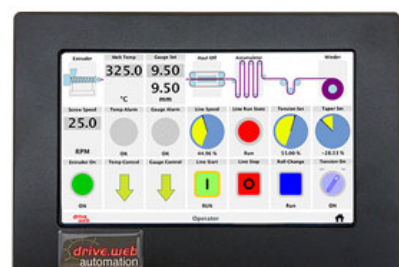 Extruder Melt Temp Gauge Set Haul Off Accumulator Winder
325.0 9.50
9.50
°C mm
Screw Speed Temp Alarm Gauge Alarm Line Speed Line Run State Tension Set Taper Set
25.0
RPM OK OK 44.96 % Run 55.00 % -28.23 %
Extruder On Temp Control Gauge Control Line Start Line Stop Roll Change Tension On
ON RUN Run ON
drive.web Operator
drive.web
automation